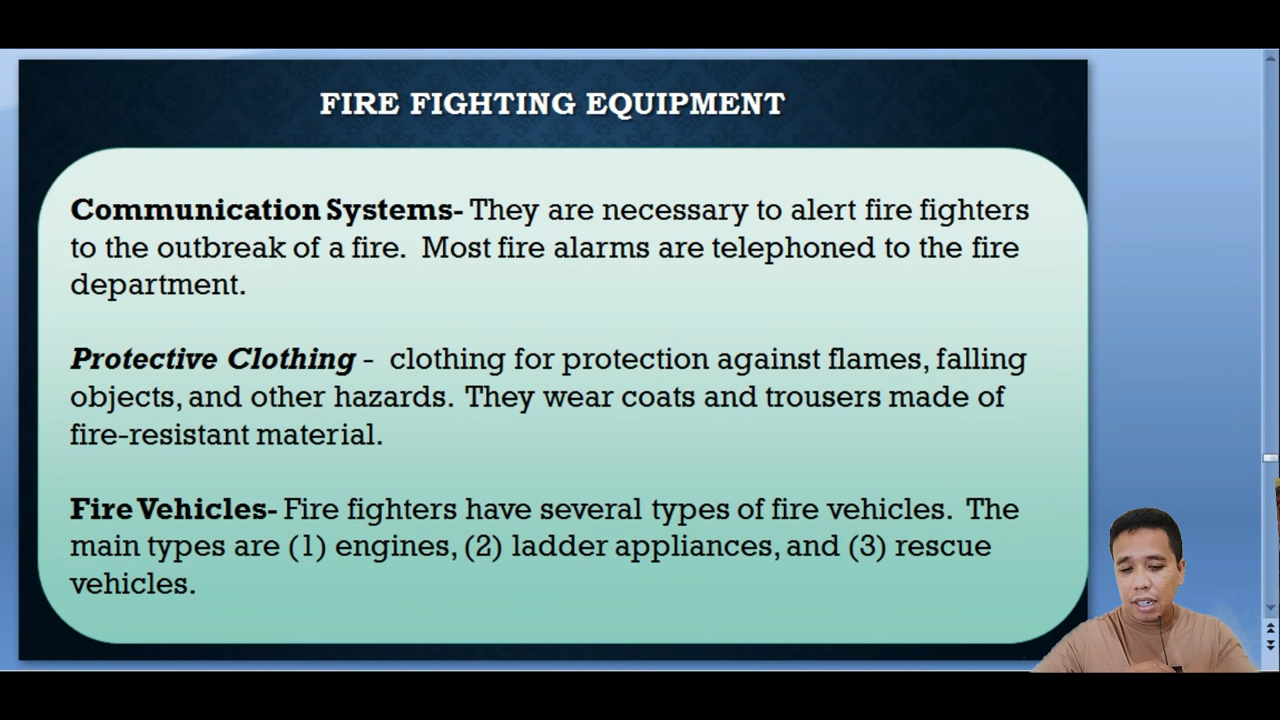 FIRE FIGHTING EQUIPMENT
Communication Systems- They are necessary to alert fire fighters
to the outbreak of a fire.  Most fire alarms are telephoned to the fire
department.
Protective Clothing -  clothing for protection against flames, falling
objects, and other hazards.  They wear coats and trousers made of
fire-resistant material.
Fire Vehicles- Fire fighters have several types of fire vehicles.  The
main types are (1) engines, (2) ladder appliances, and (3) rescue
vehicles.